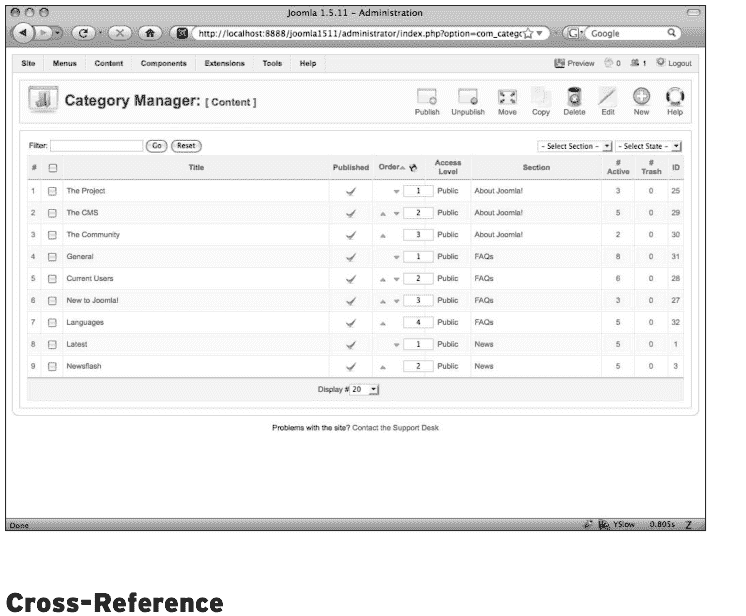 Joomla 1.5.11 - Administration
http://localhost:8888/joomla1511/administrator/index.php?option=com_catego
Google
Site Menus Content Components Extensions Tools Help Preview 0 1 Logout
Category Manager: [ Content ]
Publish Unpublish Move Copy Delete Edit New Help
Filter: Go Reset - Select Section - - Select State -
# Title Published Order Access Level Section # Active # Trash ID
1 The Project 1 Public About Joomla! 3 0 25
2 The CMS 2 Public About Joomla! 5 0 29
3 The Community 3 Public About Joomla! 2 0 30
4 General 1 Public FAQs 8 0 31
5 Current Users 2 Public FAQs 6 0 28
6 New to Joomla! 3 Public FAQs 3 0 27
7 Languages 4 Public FAQs 5 0 32
8 Latest 1 Public News 5 0 1
9 Newsflash 2 Public News 5 0 3
Display # 20
Problems with the site? Contact the Support Desk
Done YSlow 0.805s Z
Cross-Reference